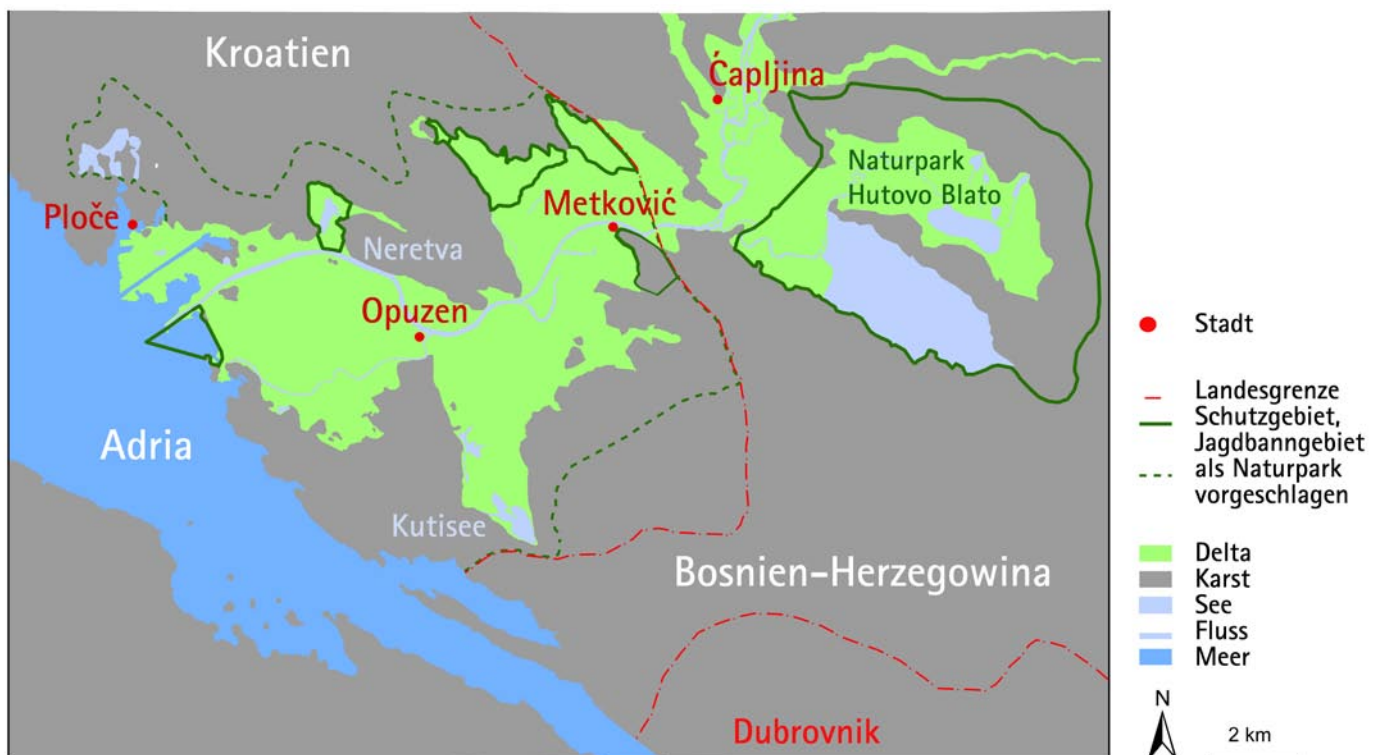 Kroatien
Ćapljina
Naturpark
Hutovo Blato
Ploče
Metković
Neretva
Opuzen
Adria
Kutisee
Bosnien-Herzegowina
Dubrovnik
Stadt
Landesgrenze
Schutzgebiet,
Jagdbanngebiet
als Naturpark
vorgeschlagen
Delta
Karst
See
Fluss
Meer
N
2 km